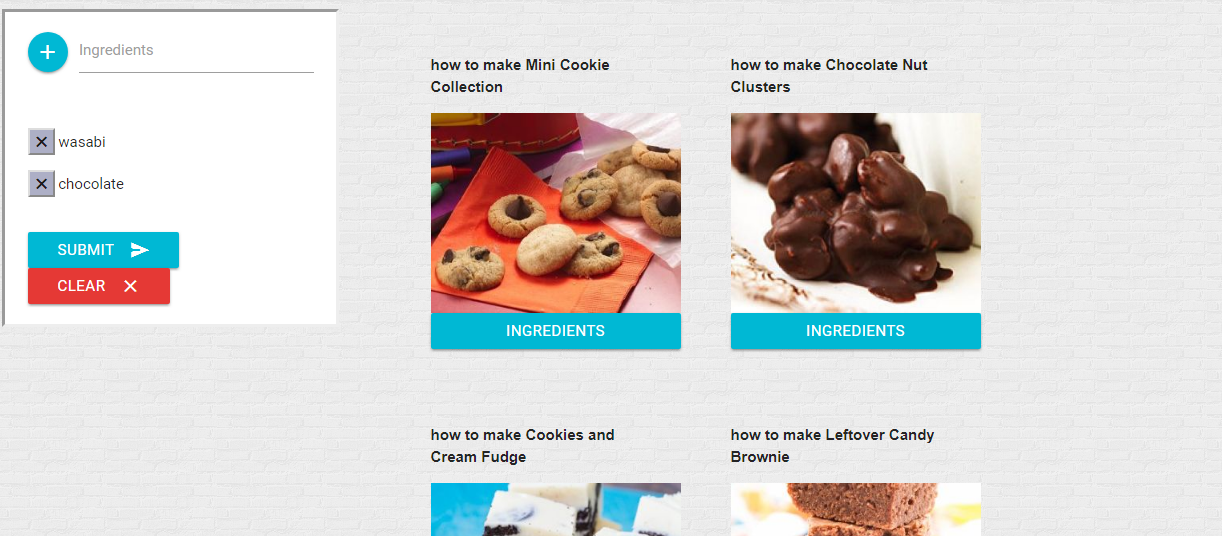 Ingredients
wasabi
chocolate
SUBMIT
CLEAR
how to make Mini Cookie
Collection
INGREDIENTS
how to make Chocolate Nut
Clusters
INGREDIENTS
how to make Cookies and
Cream Fudge
how to make Leftover Candy
Brownie